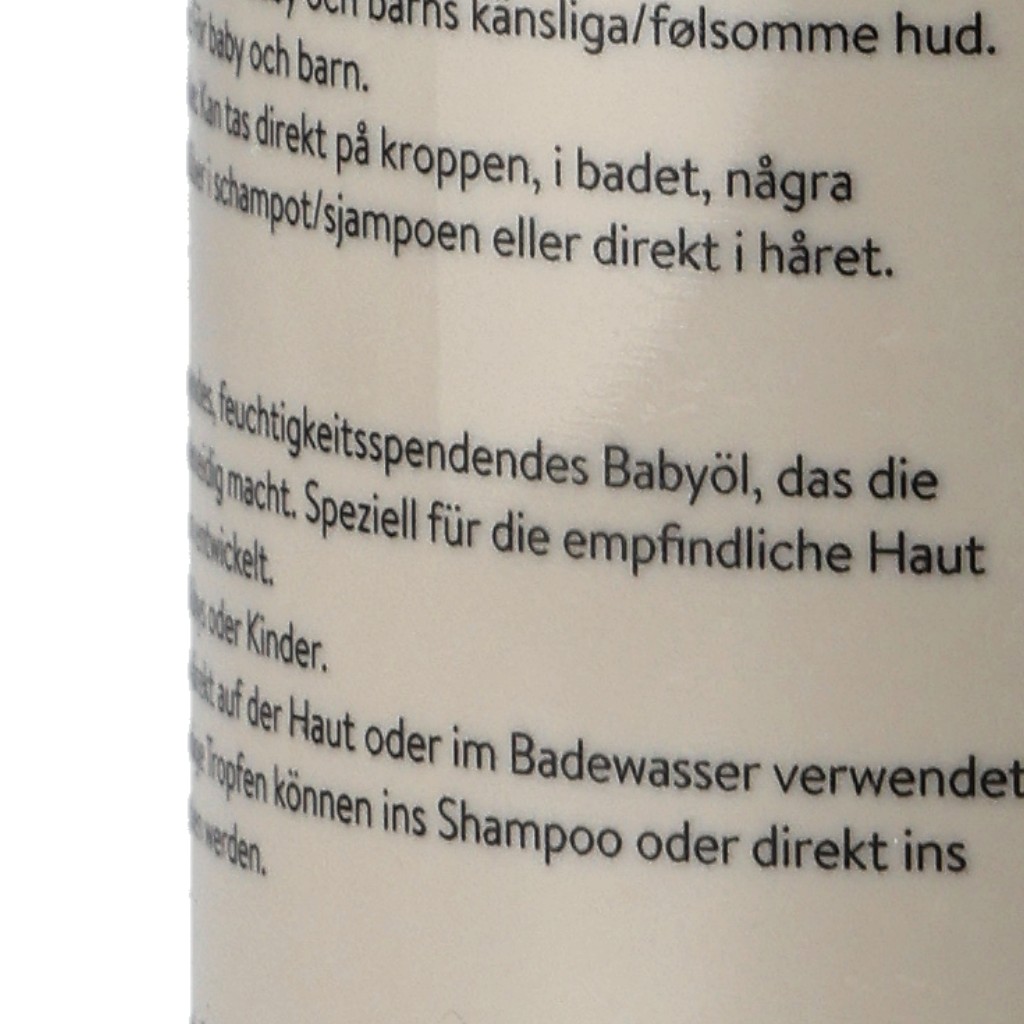 och barns känsliga/følsomme hud.
för baby och barn.
Kan tas direkt på kroppen, i badet, några
i schampot/sjampoen eller direkt i håret.
feuchtigkeitsspendendes Babyöl, das die
macht. Speziell für die empfindliche Haut
entwickelt.
oder Kinder.
auf der Haut oder im Badewasser verwendet
Tropfen können ins Shampoo oder direkt ins
werden.